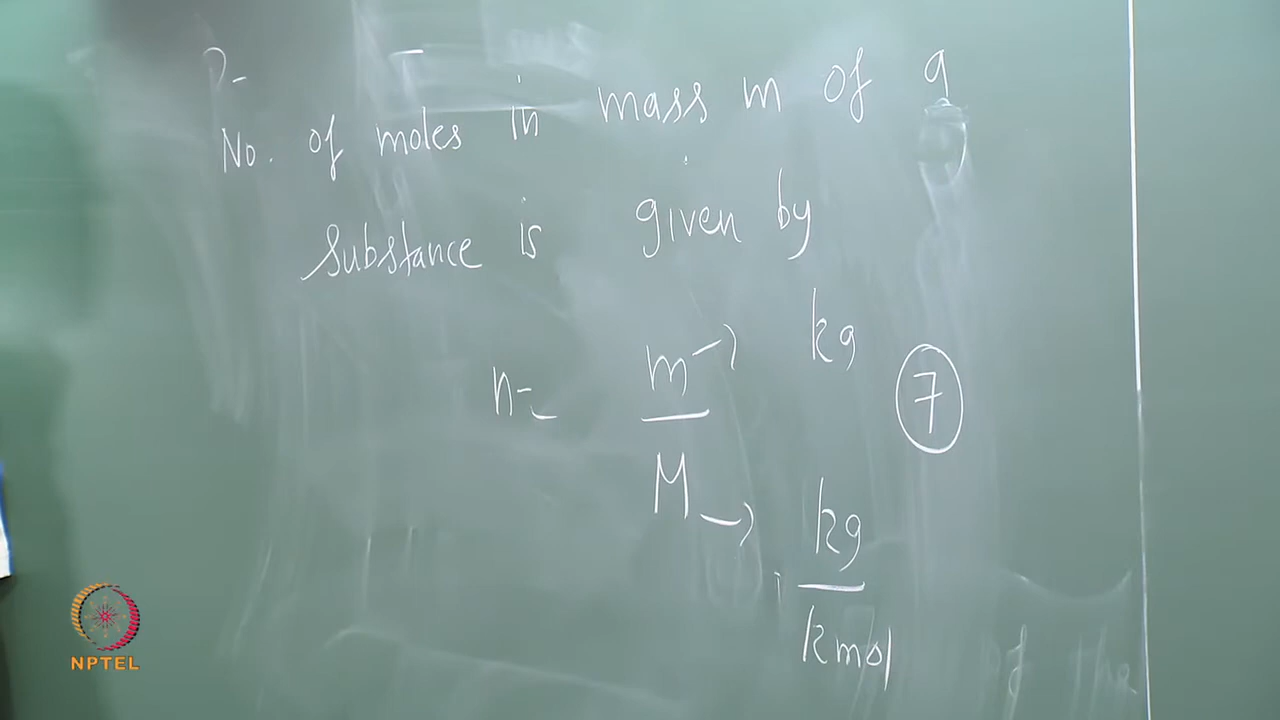 No. of moles in mass m of a
substance is given by
n = m → kg
M → kg
kmol
7
NPTEL